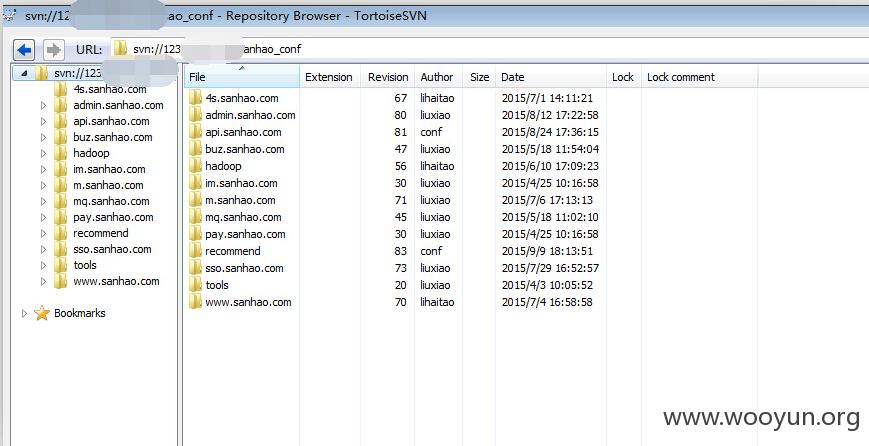 svn://12 ao_conf - Repository Browser - TortoiseSVN
URL: svn://123 anhao_conf
svn://123
4s.sanhao.com
admin.sanhao.com
api.sanhao.com
buz.sanhao.com
hadoop
im.sanhao.com
m.sanhao.com
mq.sanhao.com
pay.sanhao.com
recommend
sso.sanhao.com
tools
www.sanhao.com
Bookmarks
File Extension Revision Author Size Date Lock Lock comment
4s.sanhao.com 67 lihaitao 2015/7/1 14:11:21
admin.sanhao.com 80 liuxiao 2015/8/12 17:22:58
api.sanhao.com 81 conf 2015/8/24 17:36:15
buz.sanhao.com 47 liuxiao 2015/5/18 11:54:04
hadoop 56 lihaitao 2015/6/10 17:09:23
im.sanhao.com 30 liuxiao 2015/4/25 10:16:58
m.sanhao.com 71 liuxiao 2015/7/6 17:13:13
mq.sanhao.com 45 liuxiao 2015/5/18 11:02:10
pay.sanhao.com 30 liuxiao 2015/4/25 10:16:58
recommend 83 conf 2015/9/9 18:13:51
sso.sanhao.com 73 liuxiao 2015/7/29 16:52:57
tools 20 liuxiao 2015/4/3 10:05:52
www.sanhao.com 70 lihaitao 2015/7/4 16:58:58
www.wooyun.org